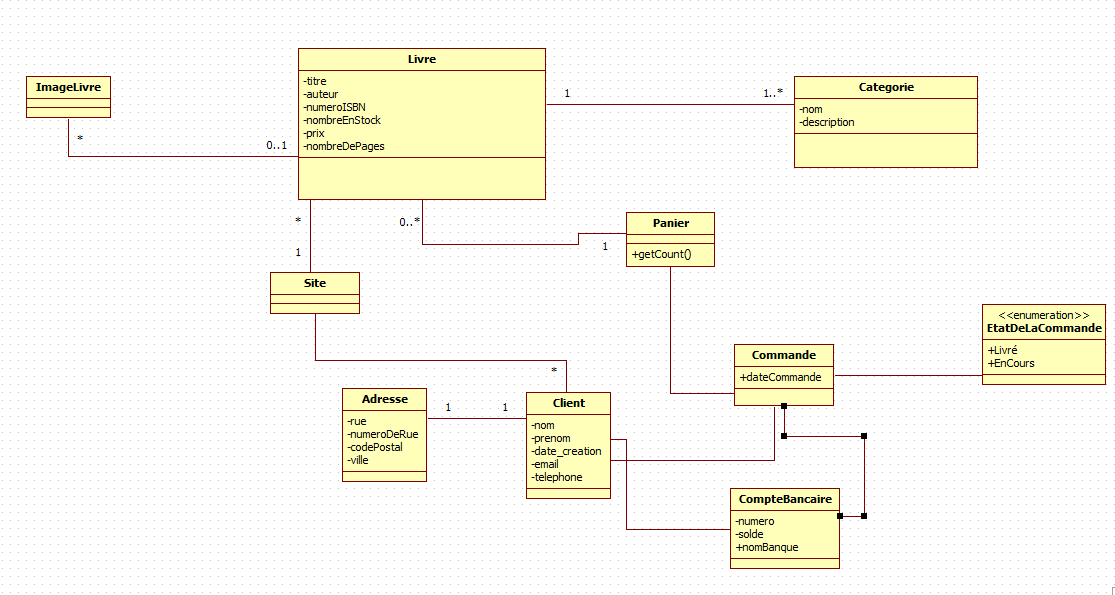 Livre
-titre
-auteur
-numeroISBN
-nombreEnStock
-prix
-nombreDePages
ImageLivre
*
0..1
1
1..*
Categorie
-nom
-description
*
1
0..*
1
Panier
+getCount()
Site
*
<<enumeration>>
EtatDeLaCommande
+Livré
+EnCours
Commande
+dateCommande
Adresse
-rue
-numeroDeRue
-codePostal
-ville
1
1
Client
-nom
-prenom
-date_creation
-email
-telephone
CompteBancaire
-numero
-solde
+nomBanque